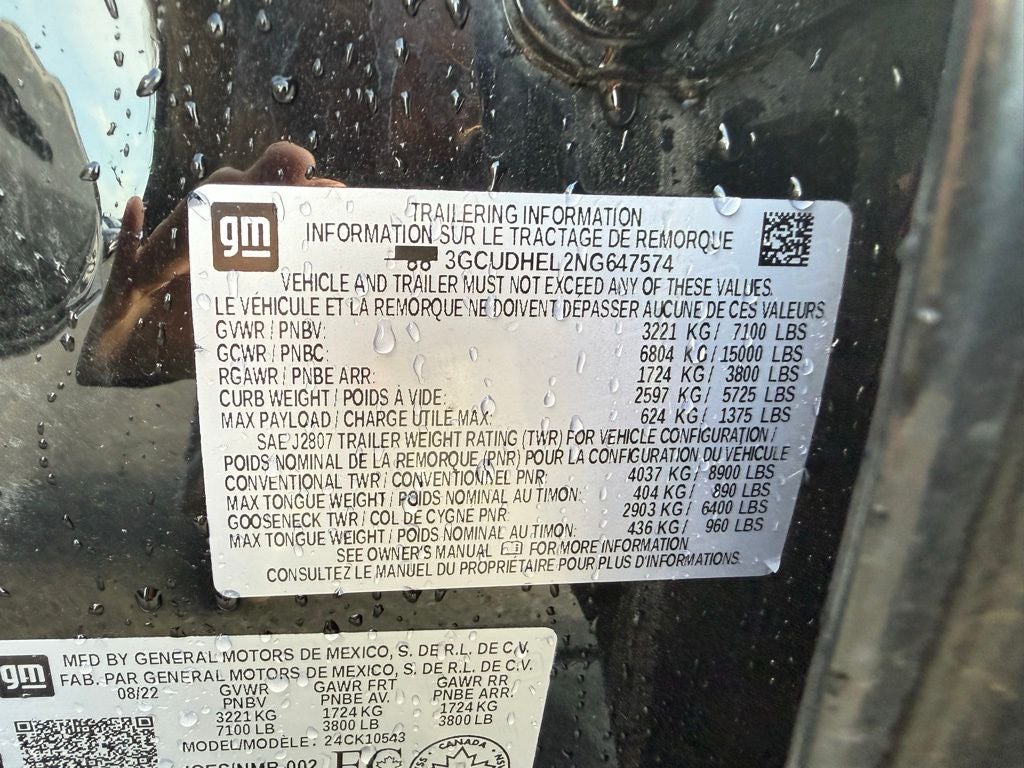 gm
TRAILERING INFORMATION
INFORMATION SUR LE TRACTAGE DE REMORQUE
3GCUDHEL2NG647574
VEHICLE AND TRAILER MUST NOT EXCEED ANY OF THESE VALUES.
LE VÉHICULE ET LA REMORQUE NE DOIVENT DÉPASSER AUCUNE DE CES VALEURS
GVWR / PNBV: 3221 KG / 7100 LBS
GCWR / PNBC: 6804 KG / 15000 LBS
RGAWR / PNBE ARR: 1724 KG / 3800 LBS
CURB WEIGHT / POIDS À VIDE: 2597 KG / 5725 LBS
MAX PAYLOAD / CHARGE UTILE MAX: 624 KG / 1375 LBS
SAE J2807 TRAILER WEIGHT RATING (TWR) FOR VEHICLE CONFIGURATION /
POIDS NOMINAL DE LA REMORQUE (PNR) POUR LA CONFIGURATION DU VÉHICULE
CONVENTIONAL TWR / CONVENTIONNEL PNR: 4037 KG / 8900 LBS
MAX TONGUE WEIGHT / POIDS NOMINAL AU TIMON: 404 KG / 890 LBS
GOOSENECK TWR / COL DE CYGNE PNR: 2903 KG / 6400 LBS
MAX TONGUE WEIGHT / POIDS NOMINAL AU TIMON: 436 KG / 960 LBS
SEE OWNER'S MANUAL FOR MORE INFORMATION
CONSULTEZ LE MANUEL DU PROPRIÉTAIRE POUR PLUS D'INFORMATIONS.
gm
MFD BY GENERAL MOTORS DE MEXICO, S. DE R.L. DE C.V.
FAB. PAR GENERAL MOTORS DE MEXICO, S. DE R.L. DE C.V.
08/22 GVWR GAWR FRT GAWR RR
PNBV PNBE AV. PNBE ARR.
3221 KG 1724 KG 1724 KG
7100 LB 3800 LB 3800 LB
MODEL/MODÈLE: 24CK10543
CANADA